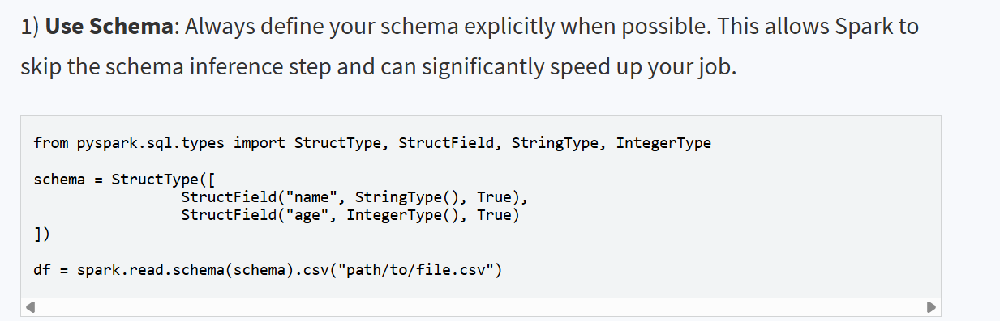 1) Use Schema: Always define your schema explicitly when possible. This allows Spark to
skip the schema inference step and can significantly speed up your job.
from pyspark.sql.types import StructType, StructField, StringType, IntegerType
schema = StructType([
StructField("name", StringType(), True),
StructField("age", IntegerType(), True)
])
df = spark.read.schema(schema).csv("path/to/file.csv")